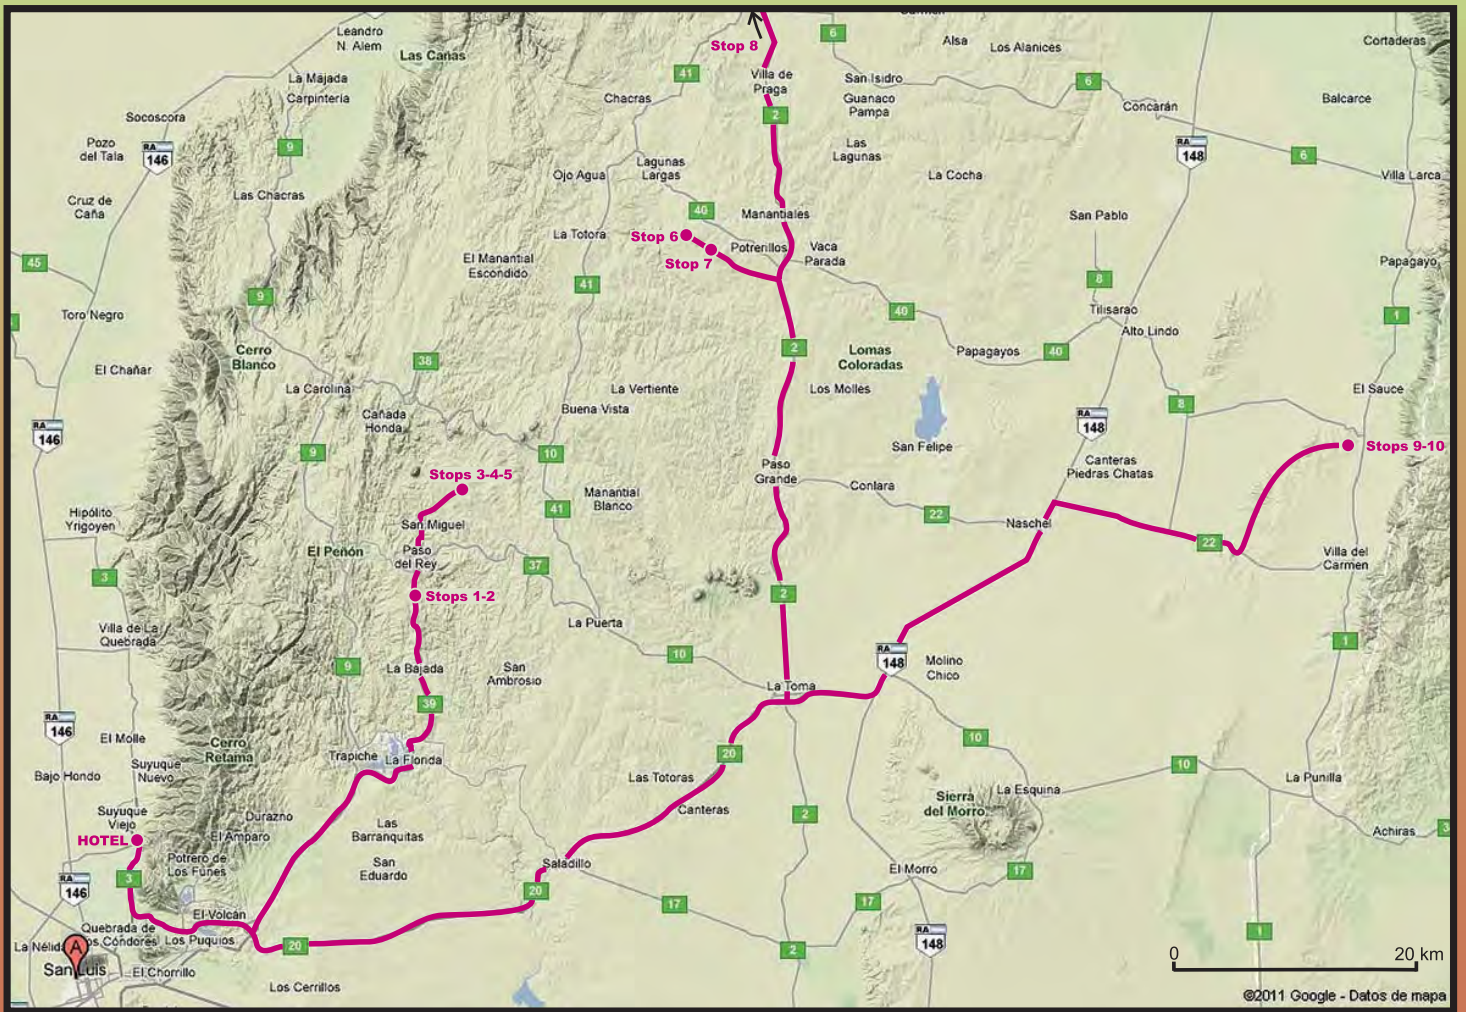 Leandro
N. Alem
Las Cañas
Stop 8
6
Alsa
Los Alanices
Cortaderas
La Majada
Carpintería
41
Villa de
Praga
San Isidro
6
Chacras
Guanaco
Pampa
Concarán
Balcarce
Socoscora
2
Pozo
del Tala
RA
146
9
Las
Lagunas
RA
148
6
Lagunas
Largas
Ojo Agua
La Cocha
Villa Larca
Las Chacras
Cruz de
Caña
40
Manantiales
San Pablo
La Totora
Stop 6
Potrerillos
Vaca
Parada
45
El Manantial
Escondido
Stop 7
Papagayo
8
41
9
Toro Negro
40
Tilisarao
1
Alto Lindo
Cerro
Blanco
38
2
Lomas
Coloradas
Papagayos
40
El Chañar
La Carolina
La Vertiente
Los Molles
El Sauce
Cañada
Honda
Buena Vista
8
RA
146
RA
148
9
10
San Felipe
Stops 9-10
Stops 3-4-5
Paso
Grande
Canteras
Piedras Chatas
Manantial
Blanco
Conlara
41
22
Hipólito
Yrigoyen
San Miguel
Naschel
El Peñón
Paso
del Rey
22
Villa del
Carmen
3
37
Stops 1-2
2
La Puerta
Villa de La
Quebrada
1
9
La Bajada
San
Ambrosio
10
RA
148
Molino
Chico
La Toma
39
RA
146
El Molle
Cerro
Retama
10
Trapiche
La Florida
20
Bajo Hondo
Suyuque
Nuevo
Las Totoras
10
La Punilla
Sierra
del Morro
La Esquina
Suyuque
Viejo
Durazno
Canteras
2
HOTEL
El Amparo
Las
Barranquitas
Achiras
3
Potrero de
Los Funes
San
Eduardo
Saladillo
El Morro
17
3
RA
146
20
17
17
El Volcán
Quebrada de
os Cóndores
Los Puquios
20
2
RA
148
1
La Nélida
A
San Luis
El Chorrillo
Los Cerrillos
0
20 km
©2011 Google - Datos de mapa